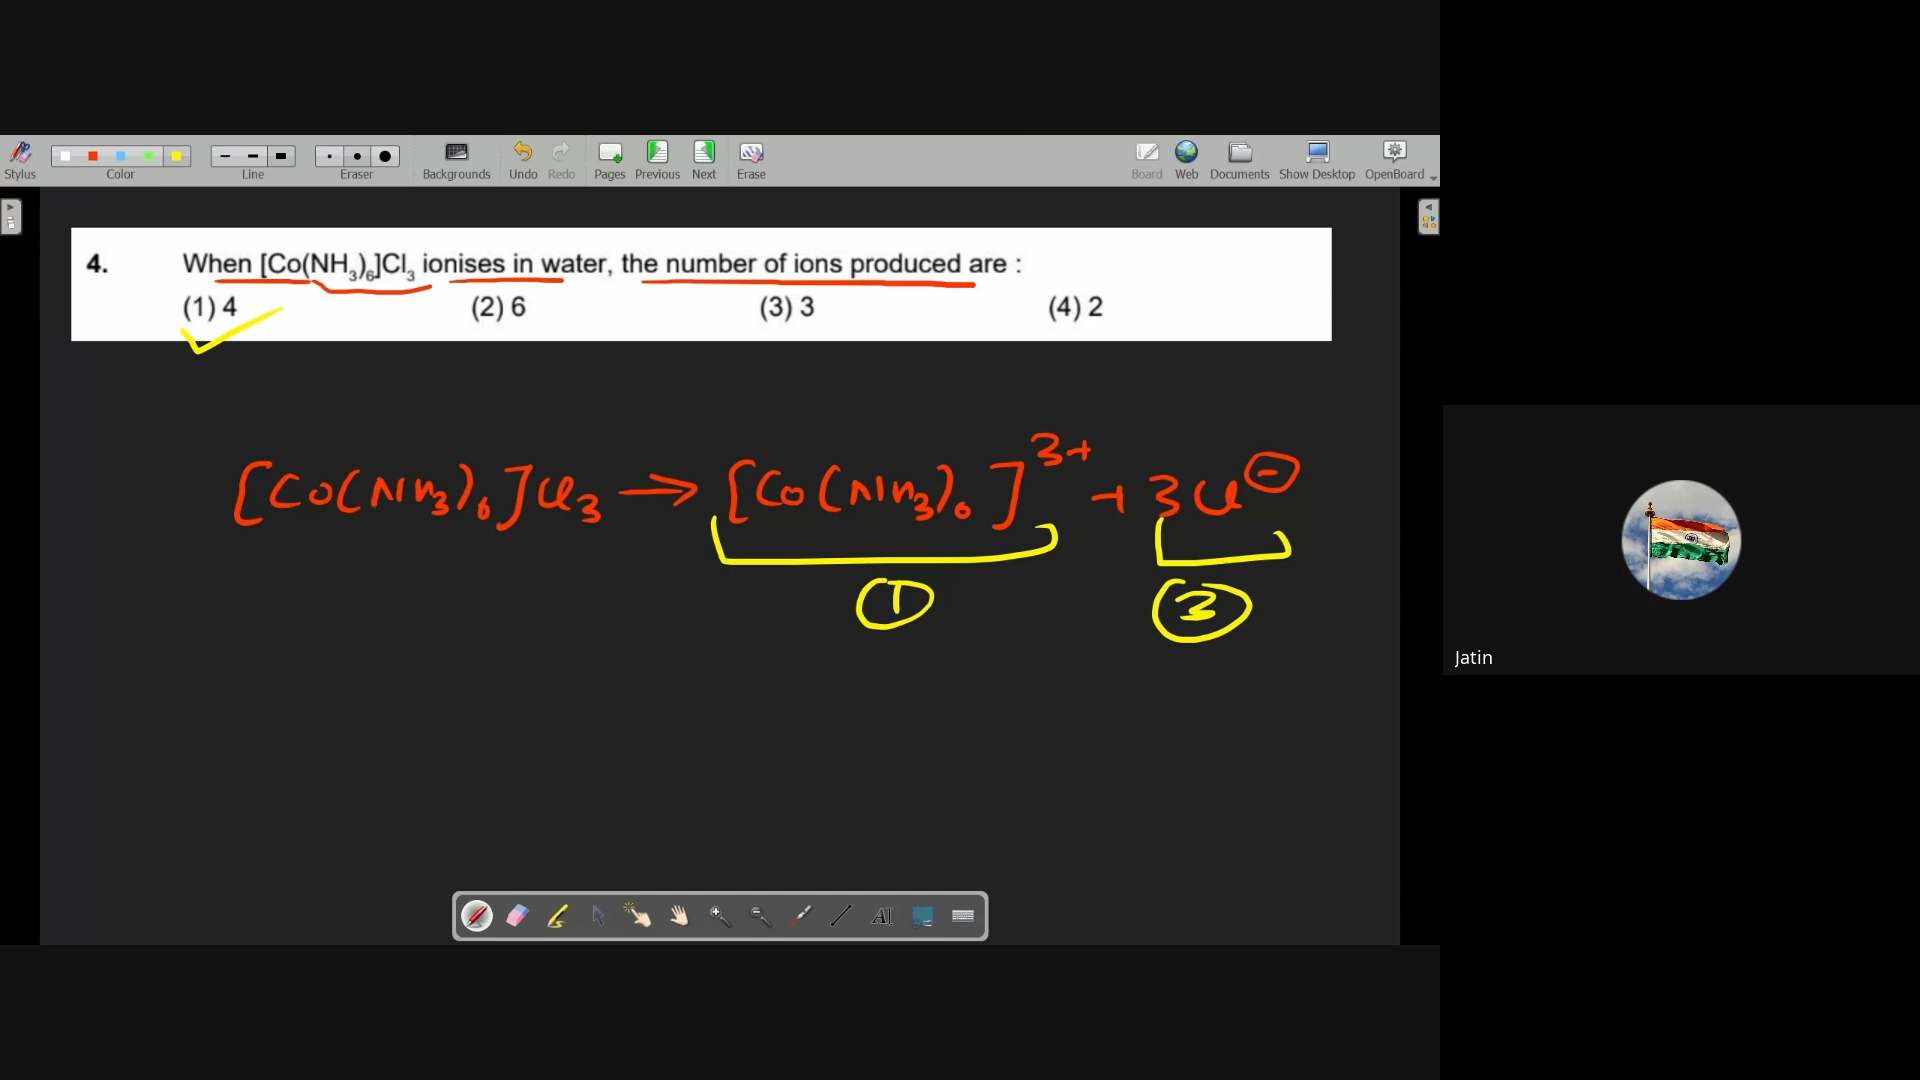 Stylus Color Line Eraser Backgrounds Undo Redo Pages Previous Next Erase Board Web Documents Show Desktop OpenBoard
4. When [Co(NH₃)₆]Cl₃ ionises in water, the number of ions produced are :
(1) 4 (2) 6 (3) 3 (4) 2
[Co(NH₃)₆]Cl₃ → [Co(NH₃)₆]³⁺ + 3Cl⁻
1 3
Jatin